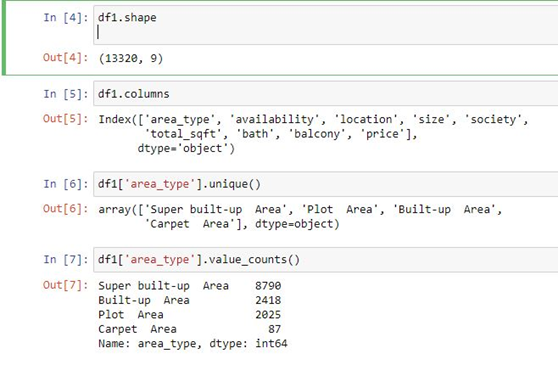 In [4]: df1.shape
Out[4]: (13320, 9)
In [5]: df1.columns
Out[5]: Index(['area_type', 'availability', 'location', 'size', 'society',
       'total_sqft', 'bath', 'balcony', 'price'],
      dtype='object')
In [6]: df1['area_type'].unique()
Out[6]: array(['Super built-up  Area', 'Plot  Area', 'Built-up  Area',
       'Carpet  Area'], dtype=object)
In [7]: df1['area_type'].value_counts()
Out[7]: Super built-up  Area    8790
Built-up  Area          2418
Plot  Area              2025
Carpet  Area              87
Name: area_type, dtype: int64